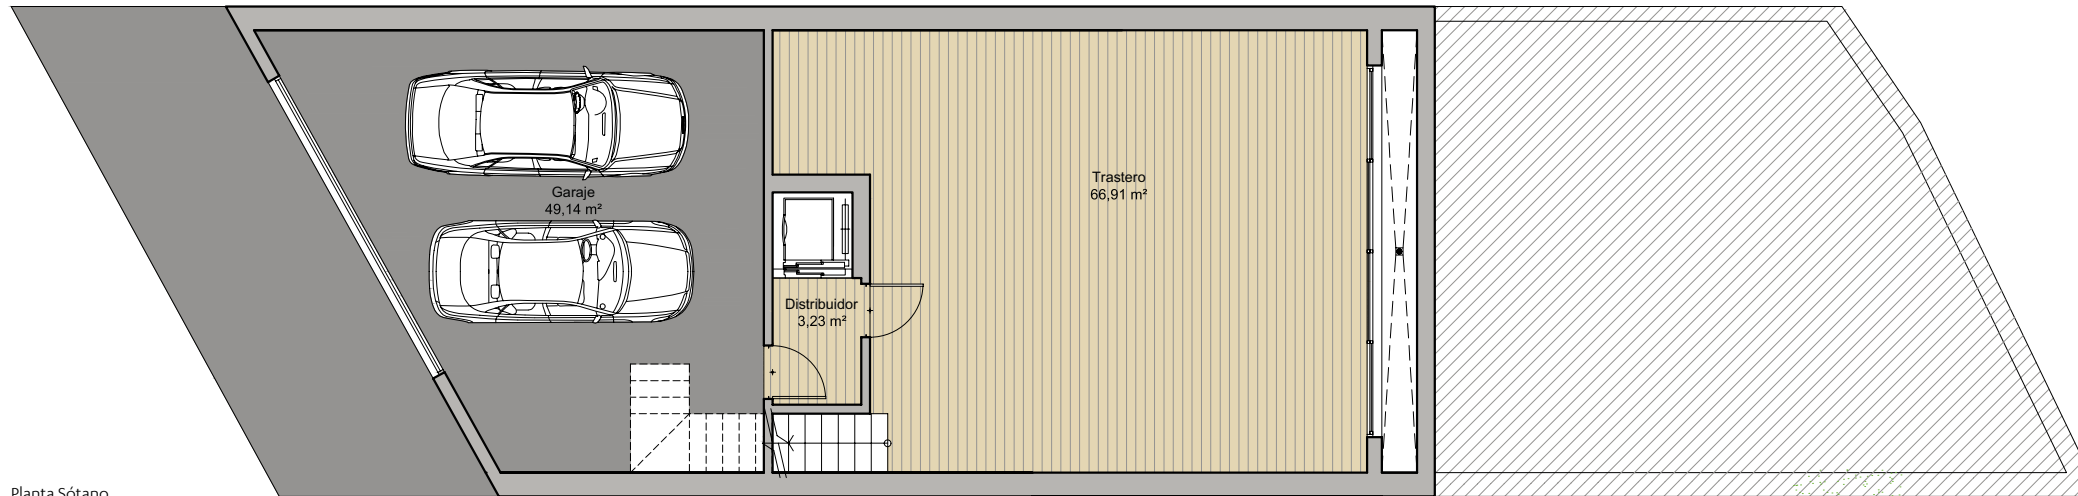 Garaje
49,14 m²
Trastero
66,91 m²
Distribuidor
3,23 m²
Planta Sótano